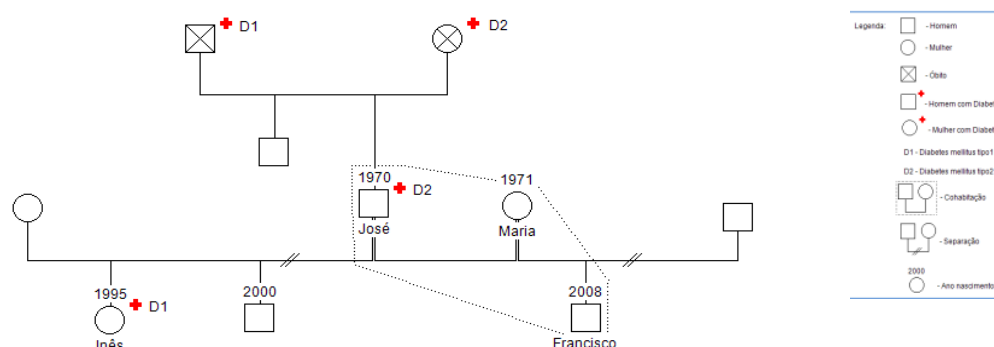 D1
D2
1970
D2
José
1971
Maria
1995
D1
Inês
2000
2008
Francisco
Legenda:
- Homem
- Mulher
- Óbito
- Homem com Diabet
- Mulher com Diabet
D1 - Diabetes mellitus tipo1
D2 - Diabetes mellitus tipo2
- Cohabitação
- Separação
2000
- Ano nascimento